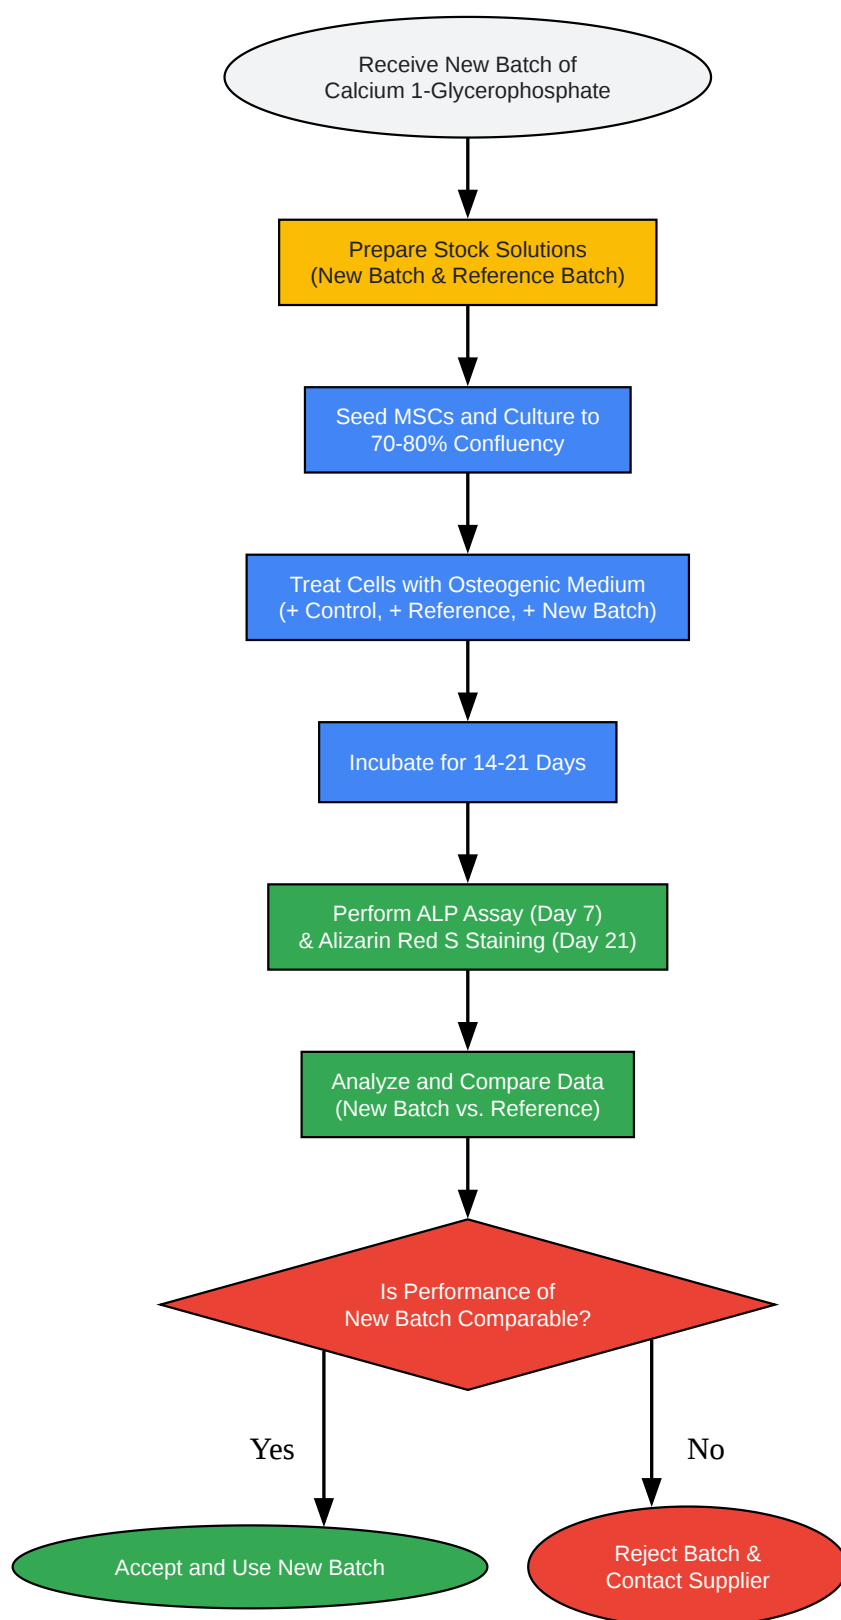 Receive New Batch of
Calcium 1-Glycerophosphate
Prepare Stock Solutions
(New Batch & Reference Batch)
Seed MSCs and Culture to
70-80% Confluency
Treat Cells with Osteogenic Medium
(+ Control, + Reference, + New Batch)
Incubate for 14-21 Days
Perform ALP Assay (Day 7)
& Alizarin Red S Staining (Day 21)
Analyze and Compare Data
(New Batch vs. Reference)
Is Performance of
New Batch Comparable?
Yes
No
Accept and Use New Batch
Reject Batch &
Contact Supplier